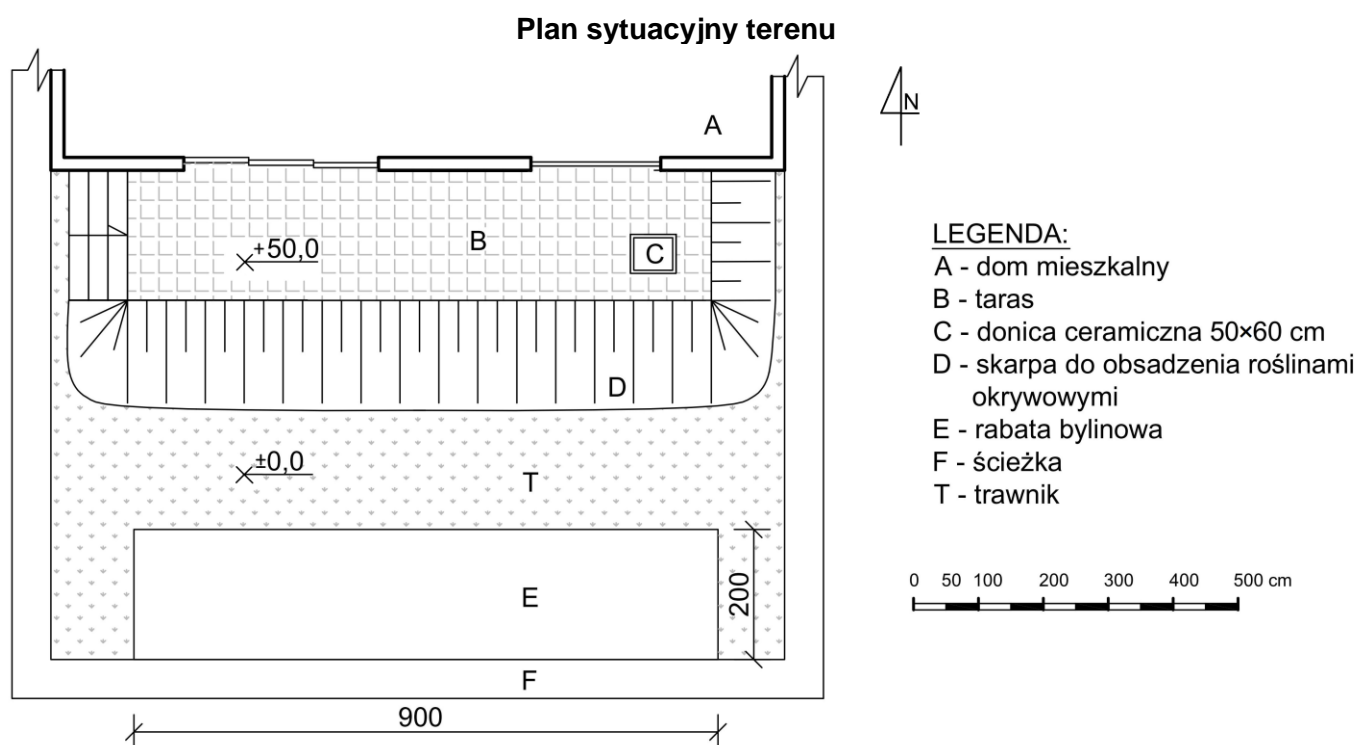 Plan sytuacyjny terenu
A
N
+50,0
B
C
D
±0,0
T
E
200
F
900
LEGENDA:
A - dom mieszkalny
B - taras
C - donica ceramiczna 50×60 cm
D - skarpa do obsadzenia roślinami
okrywowymi
E - rabata bylinowa
F - ścieżka
T - trawnik
0 50 100 200 300 400 500 cm